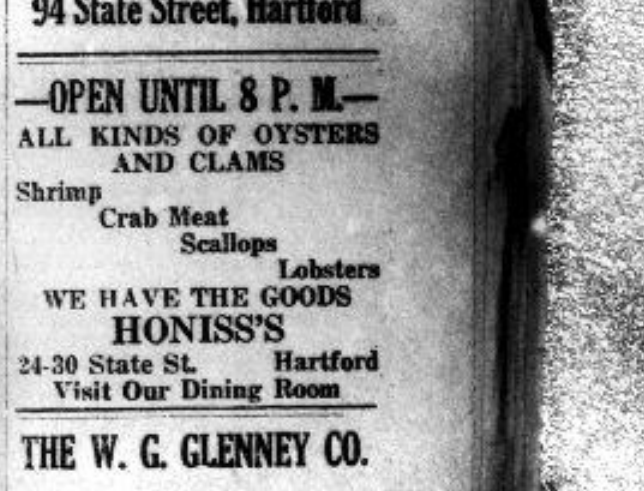 94 State Street, Hartford
—OPEN UNTIL 8 P. M.—
ALL KINDS OF OYSTERS
AND CLAMS
Shrimp
Crab Meat
Scallops
Lobsters
WE HAVE THE GOODS
HONISS'S
24-30 State St. Hartford
Visit Our Dining Room
THE W. G. GLENNEY CO.